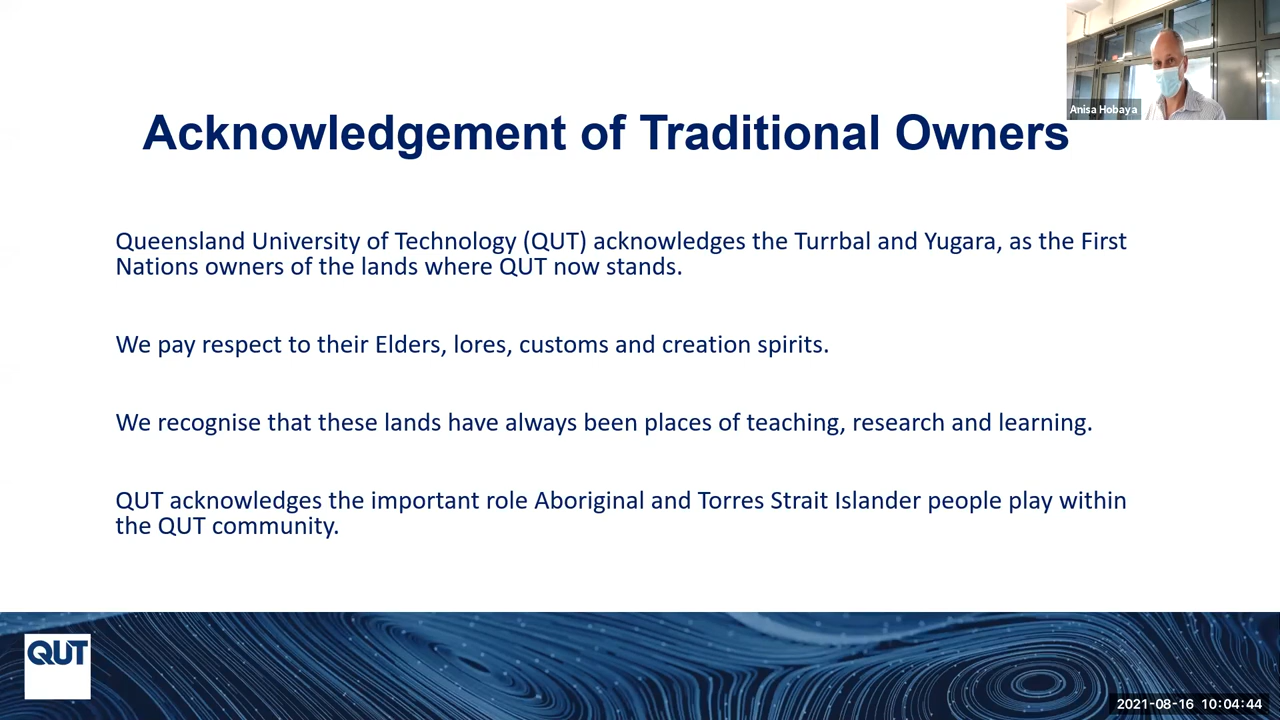 Anisa Hobaya
Acknowledgement of Traditional Owners
Queensland University of Technology (QUT) acknowledges the Turrbal and Yugara, as the First
Nations owners of the lands where QUT now stands.
We pay respect to their Elders, lores, customs and creation spirits.
We recognise that these lands have always been places of teaching, research and learning.
QUT acknowledges the important role Aboriginal and Torres Strait Islander people play within
the QUT community.
QUT
2021-08-16 10:04:44